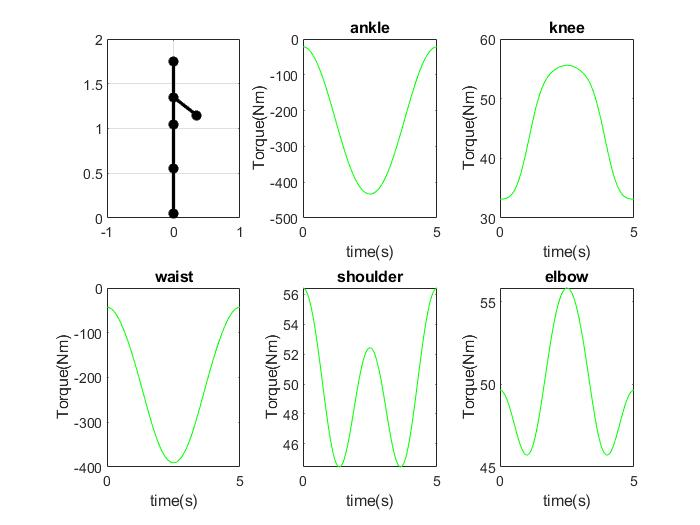 2
1.5
1
0.5
0
-1 0 1
ankle
Torque(Nm)
0
-100
-200
-300
-400
-500
0 5
time(s)
knee
Torque(Nm)
60
50
40
30
0 5
time(s)
waist
Torque(Nm)
0
-100
-200
-300
-400
0 5
time(s)
shoulder
Torque(Nm)
56
54
52
50
48
46
0 5
time(s)
elbow
Torque(Nm)
55
50
45
0 5
time(s)